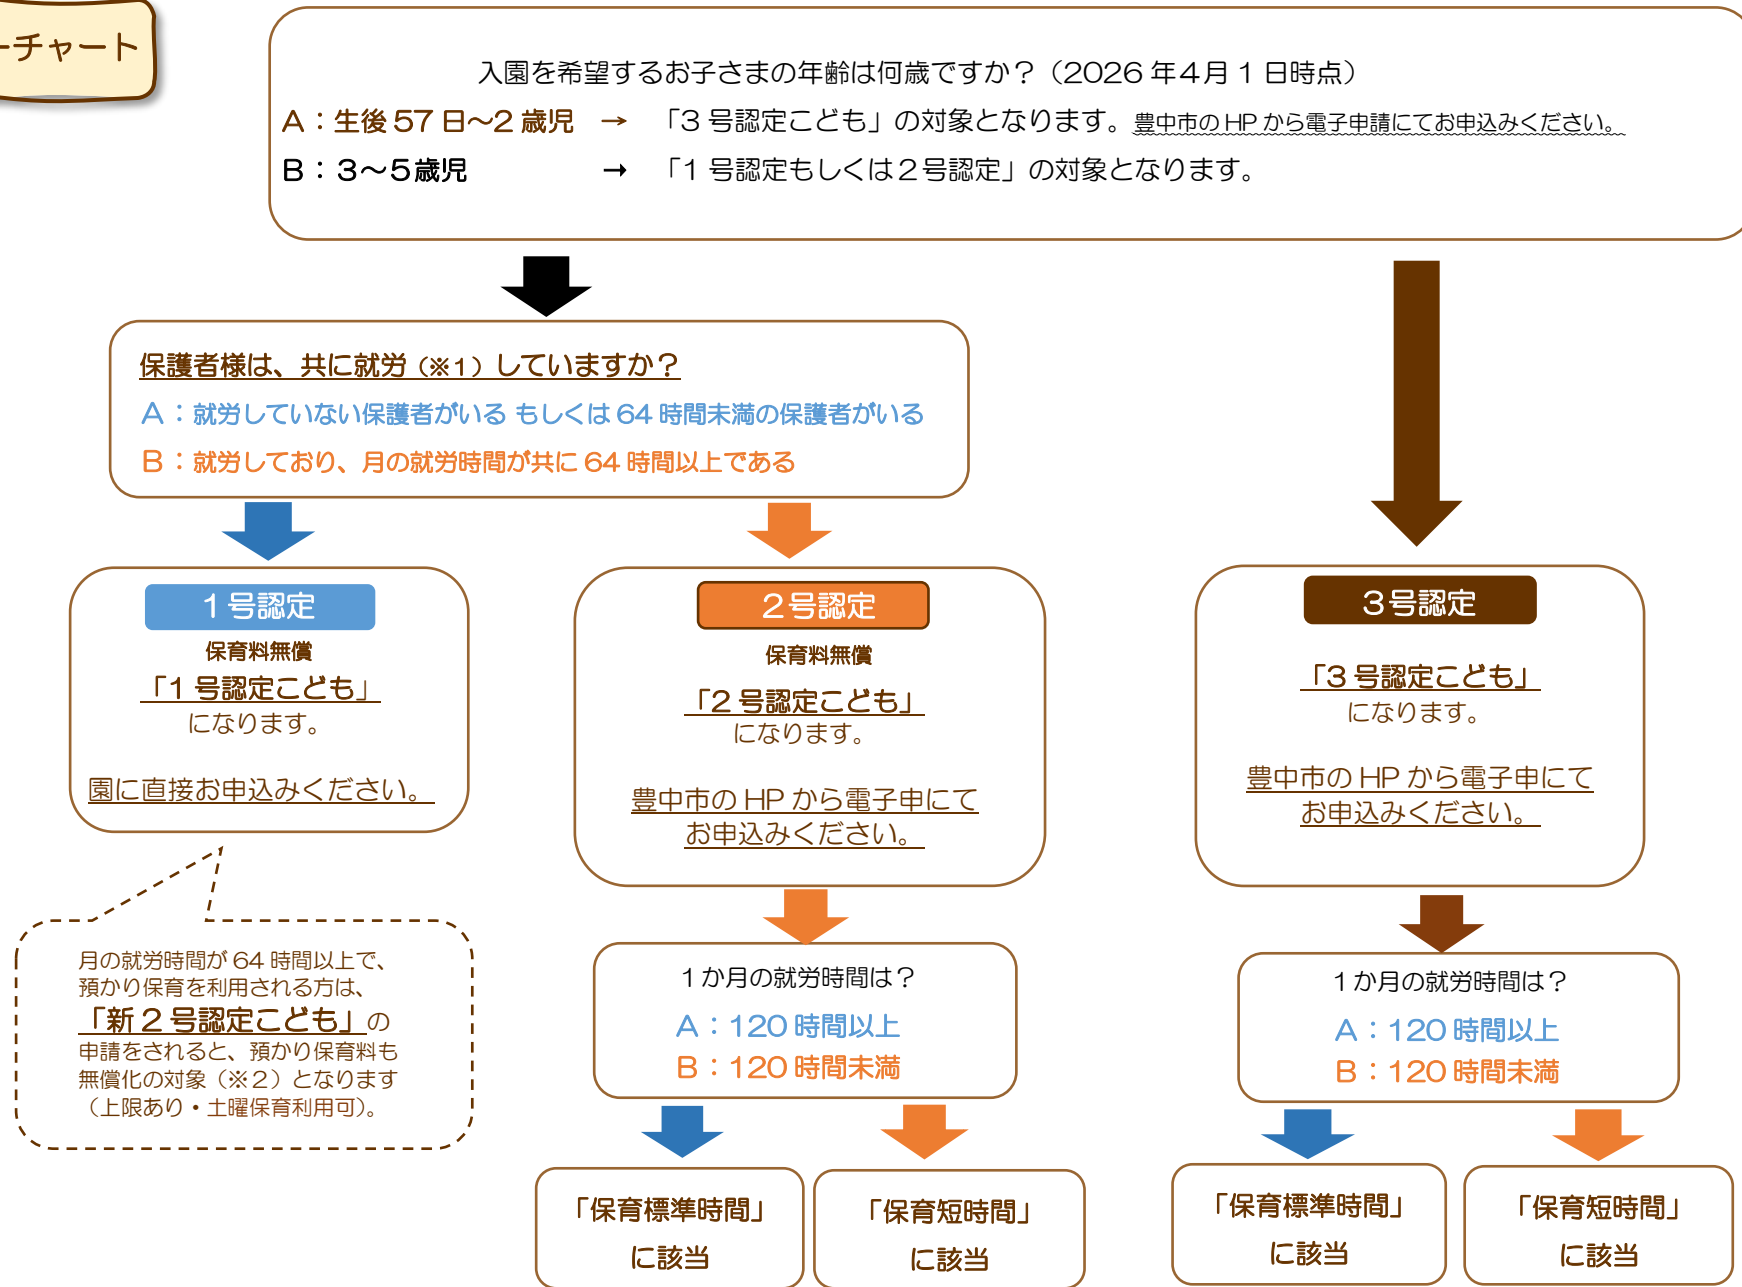 ーチャート
入園を希望するお子さまの年齢は何歳ですか？（2026年4月1日時点）
A：生後57日～2歳児 → 「3号認定こども」の対象となります。豊中市のHPから電子申請にてお申込みください。
B：3～5歳児 → 「1号認定もしくは2号認定」の対象となります。
保護者様は、共に就労（※1）していますか？
A：就労していない保護者がいる もしくは64時間未満の保護者がいる
B：就労しており、月の就労時間が共に64時間以上である
1号認定
保育料無償
「1号認定こども」
になります。
園に直接お申込みください。
月の就労時間が64時間以上で、
預かり保育を利用される方は、
「新2号認定こども」の
申請をされると、預かり保育料も
無償化の対象（※2）となります
（上限あり・土曜保育利用可）。
2号認定
保育料無償
「2号認定こども」
になります。
豊中市のHPから電子申にて
お申込みください。
1か月の就労時間は？
A：120時間以上
B：120時間未満
「保育標準時間」
に該当
「保育短時間」
に該当
3号認定
「3号認定こども」
になります。
豊中市のHPから電子申にて
お申込みください。
1か月の就労時間は？
A：120時間以上
B：120時間未満
「保育標準時間」
に該当
「保育短時間」
に該当